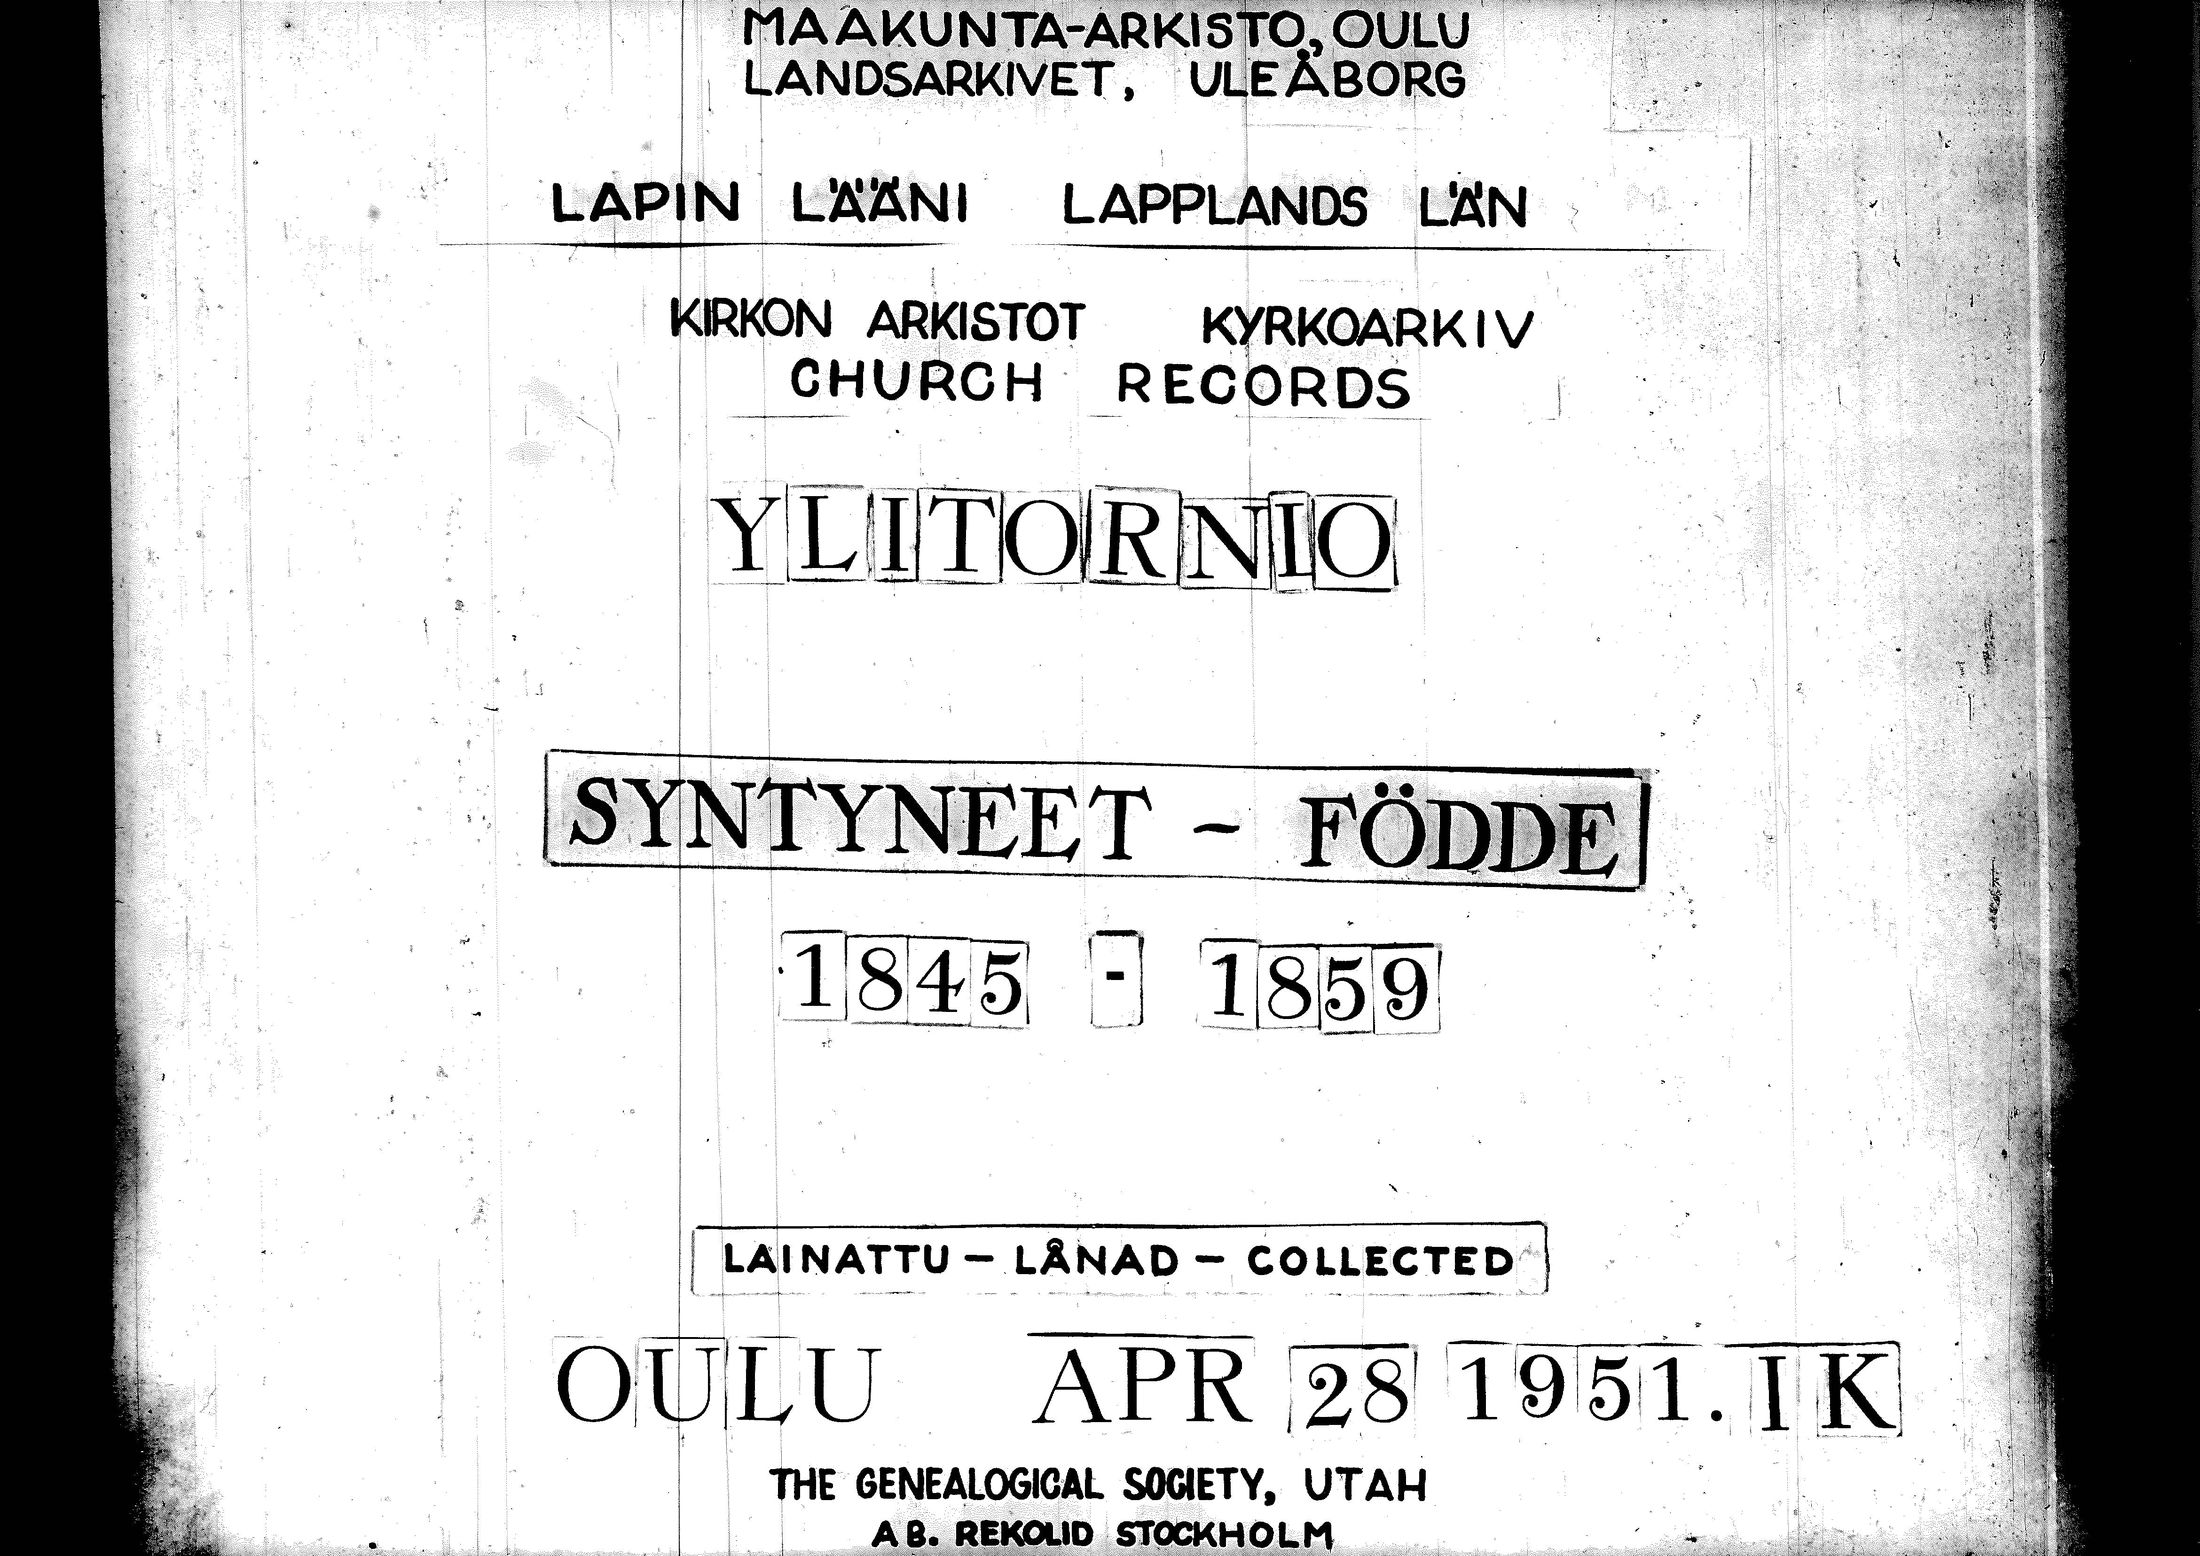 MAAKUNTA-ARKISTO, OULU
LANDSARKIVET, ULEÅBORG
LAPIN LÄÄNI LAPPLANDS LÄN
KIRKON ARKISTOT KYRKOARKIV
CHURCH RECORDS
YLITORNIO
SYNTYNEET - FÖDDE
1845 - 1859
LAINATTU - LÅNAD - COLLECTED
OULU APR 28 1951. IK
THE GENEALOGICAL SOCIETY, UTAH
AB. REKOLID STOCKHOLM